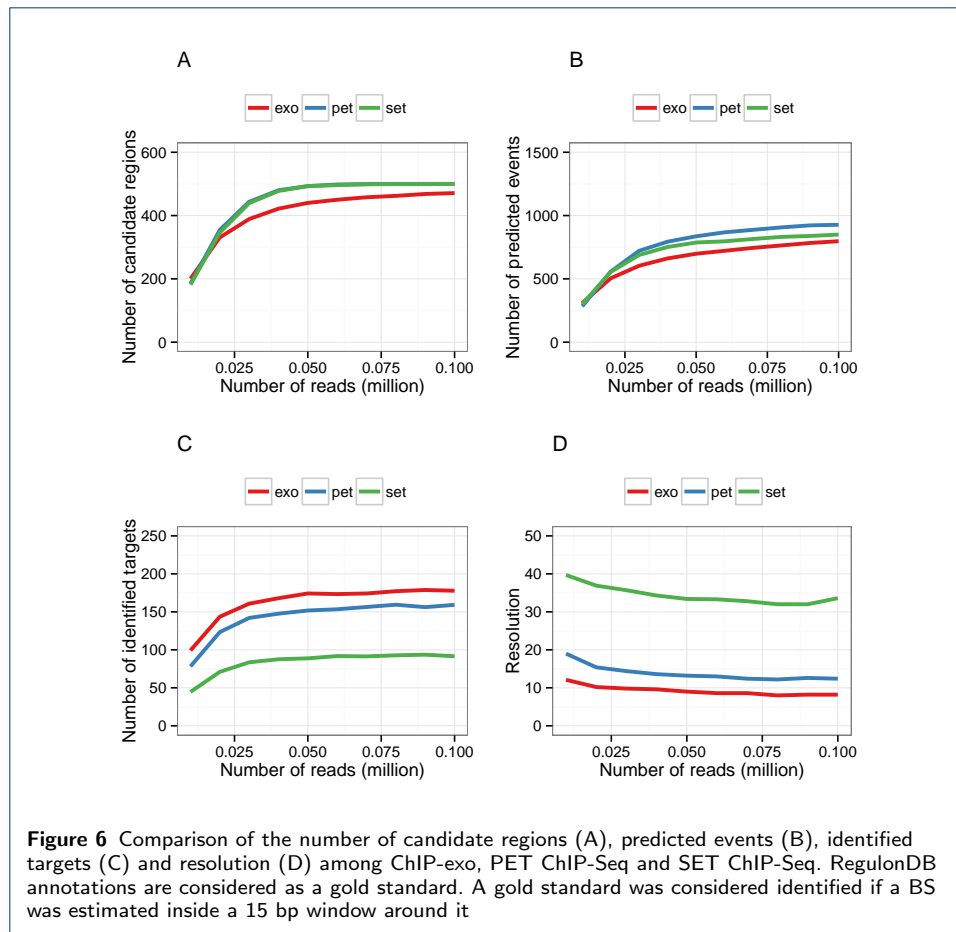 A
exo pet set
Number of candidate regions
600
400
200
0
0.025 0.050 0.075 0.100
Number of reads (million)
B
exo pet set
Number of predicted events
1500
1000
500
0
0.025 0.050 0.075 0.100
Number of reads (million)
C
exo pet set
Number of identified targets
250
200
150
100
50
0
0.025 0.050 0.075 0.100
Number of reads (million)
D
exo pet set
Resolution
50
40
30
20
10
0
0.025 0.050 0.075 0.100
Number of reads (million)
Figure 6 Comparison of the number of candidate regions (A), predicted events (B), identified
targets (C) and resolution (D) among ChIP-exo, PET ChIP-Seq and SET ChIP-Seq. RegulonDB
annotations are considered as a gold standard. A gold standard was considered identified if a BS
was estimated inside a 15 bp window around it